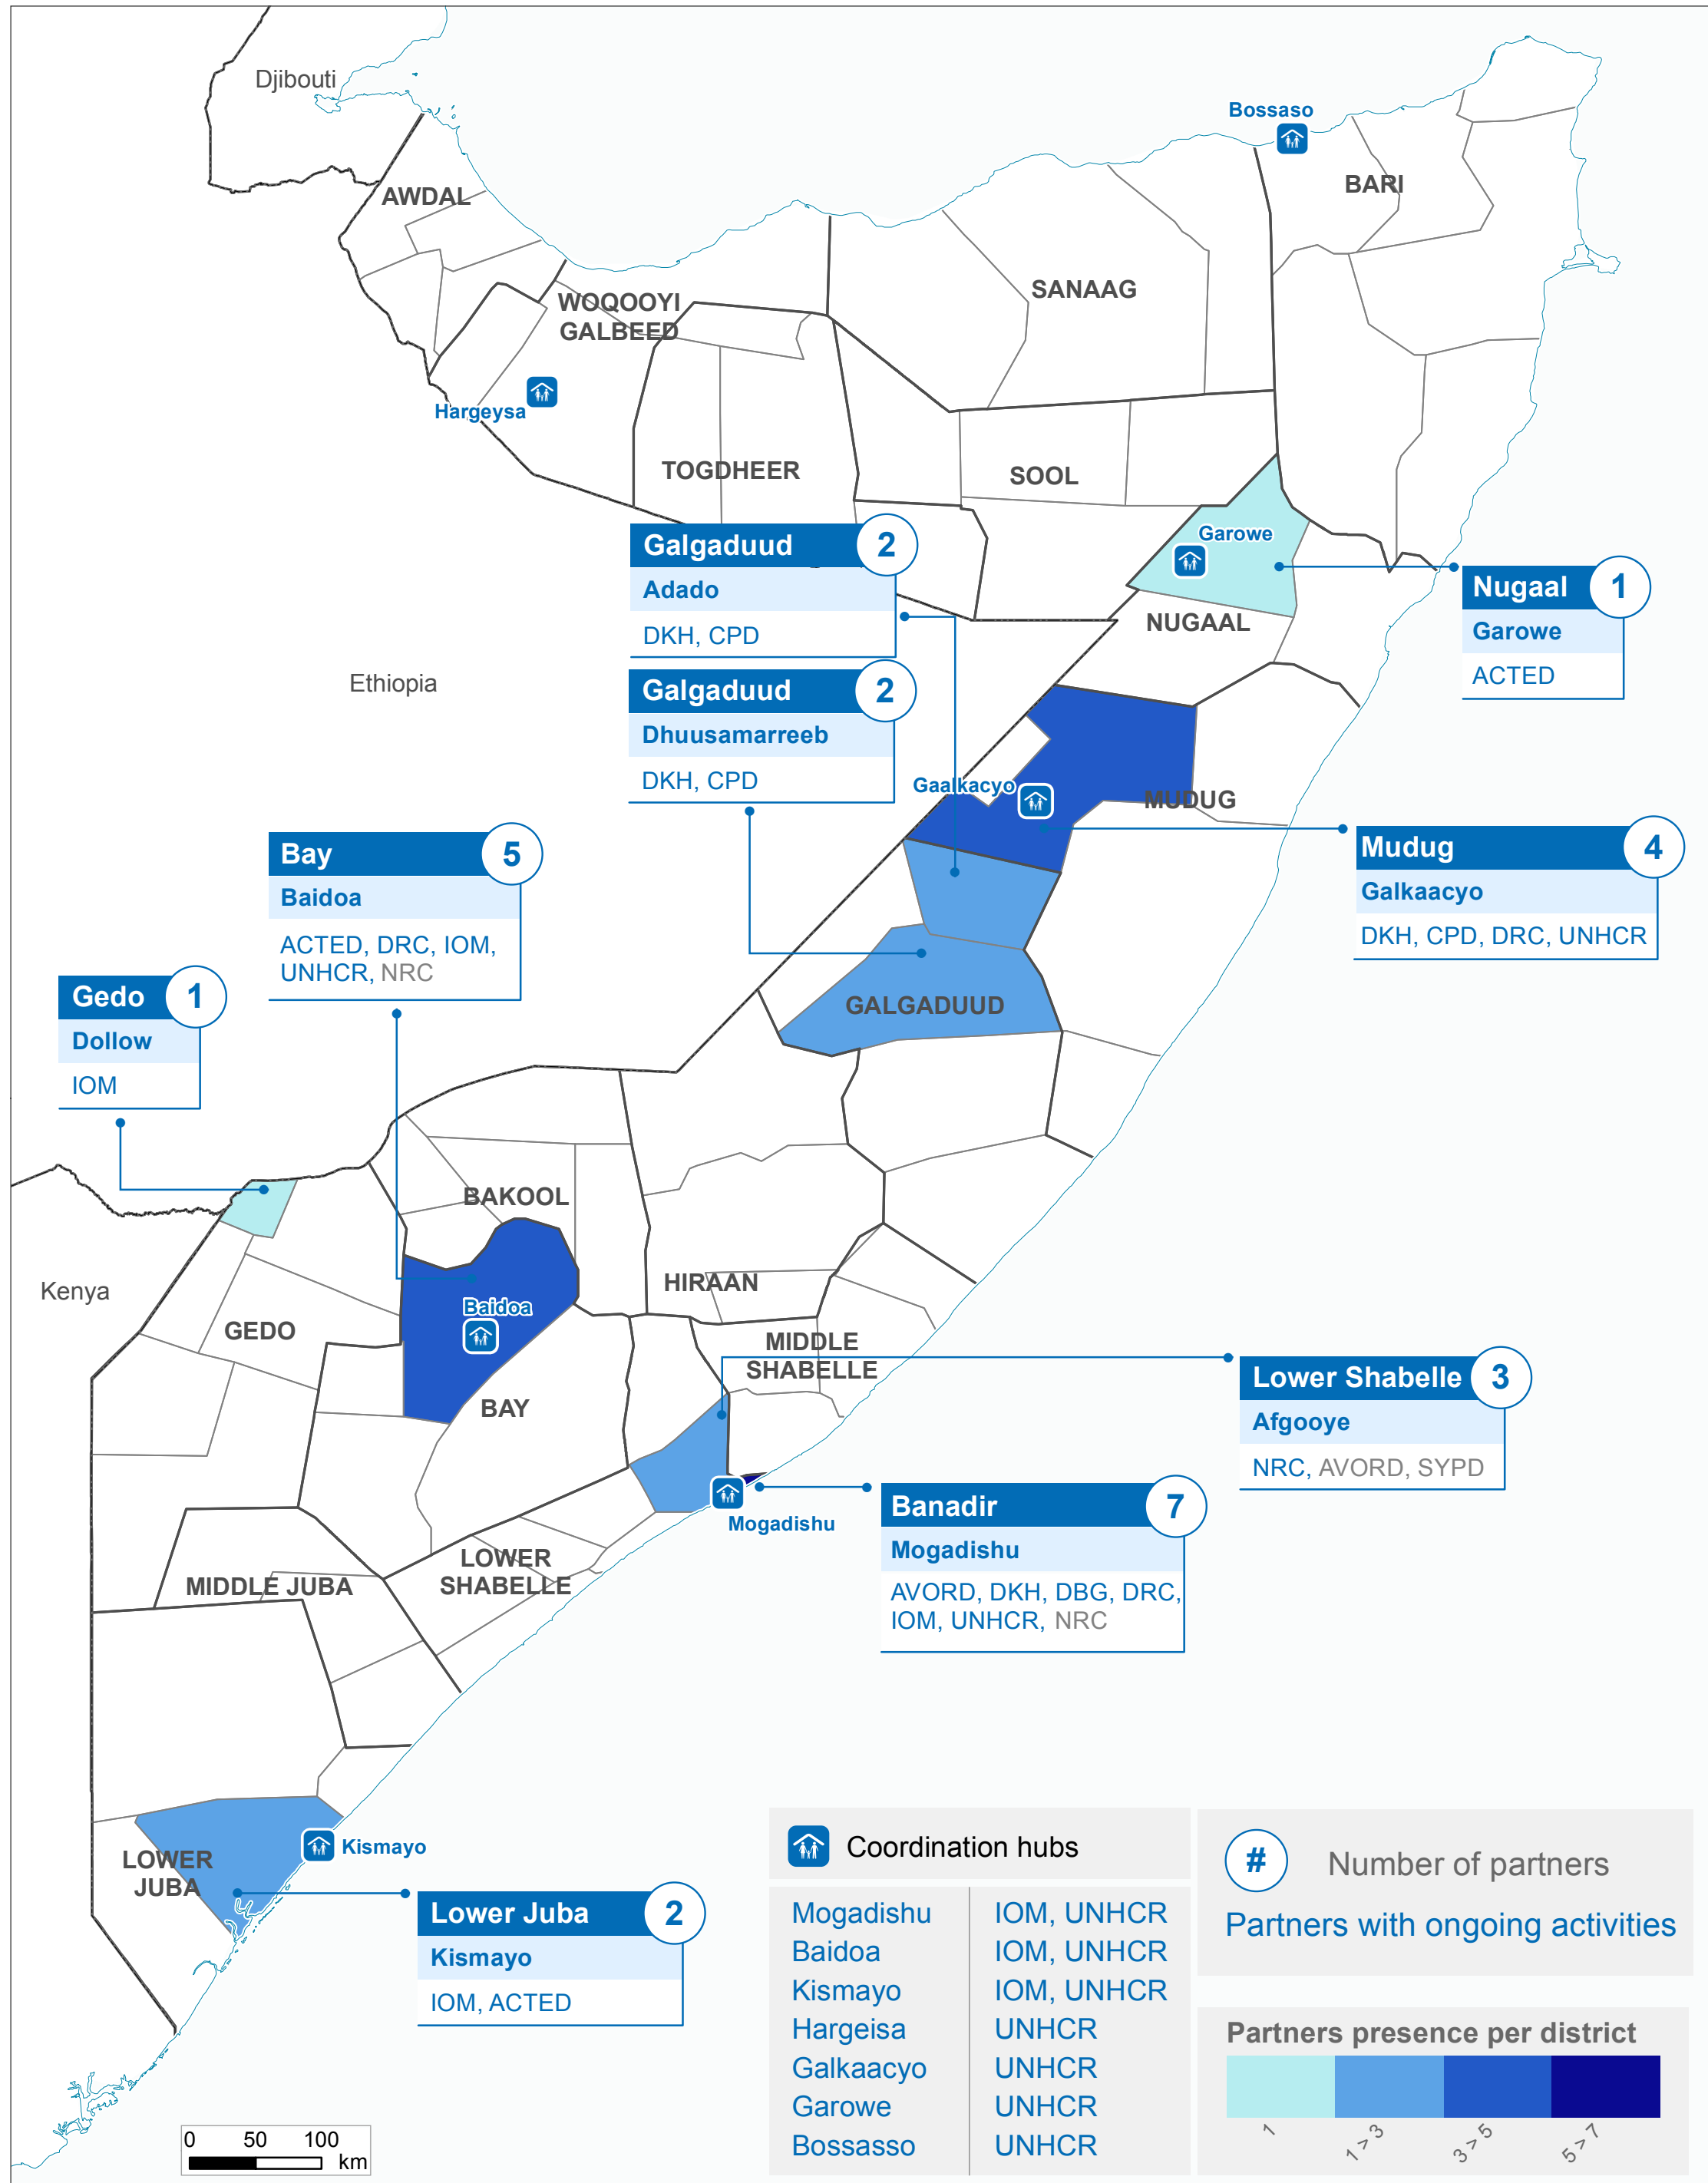 Djibouti
Bossaso
BARI
AWDAL
SANAAG
WOQOOYI
GALBEED
Hargeysa
TOGDHEER
SOOL
Garowe
NUGAAL
Galgaduud 2
Adado
DKH, CPD
Nugaal 1
Garowe
ACTED
Ethiopia
Galgaduud 2
Dhuusamarreeb
DKH, CPD
Gaalkacyo
MUDUG
Mudug 4
Galkaacyo
DKH, CPD, DRC, UNHCR
Bay 5
Baidoa
ACTED, DRC, IOM,
UNHCR, NRC
Gedo 1
Dollow
IOM
GALGADUUD
BAKOOL
Kenya
HIRAAN
Baidoa
GEDO
MIDDLE
SHABELLE
BAY
Lower Shabelle 3
Afgooye
NRC, AVORD, SYPD
Mogadishu
Banadir 7
Mogadishu
AVORD, DKH, DBG, DRC,
IOM, UNHCR, NRC
LOWER
SHABELLE
MIDDLE JUBA
Kismayo
LOWER
JUBA
Lower Juba 2
Kismayo
IOM, ACTED
Coordination hubs
Mogadishu IOM, UNHCR
Baidoa IOM, UNHCR
Kismayo IOM, UNHCR
Hargeisa UNHCR
Galkaacyo UNHCR
Garowe UNHCR
Bossasso UNHCR
# Number of partners
Partners with ongoing activities
Partners presence per district
1
1 > 3
3 > 5
5 > 7
0 50 100
km